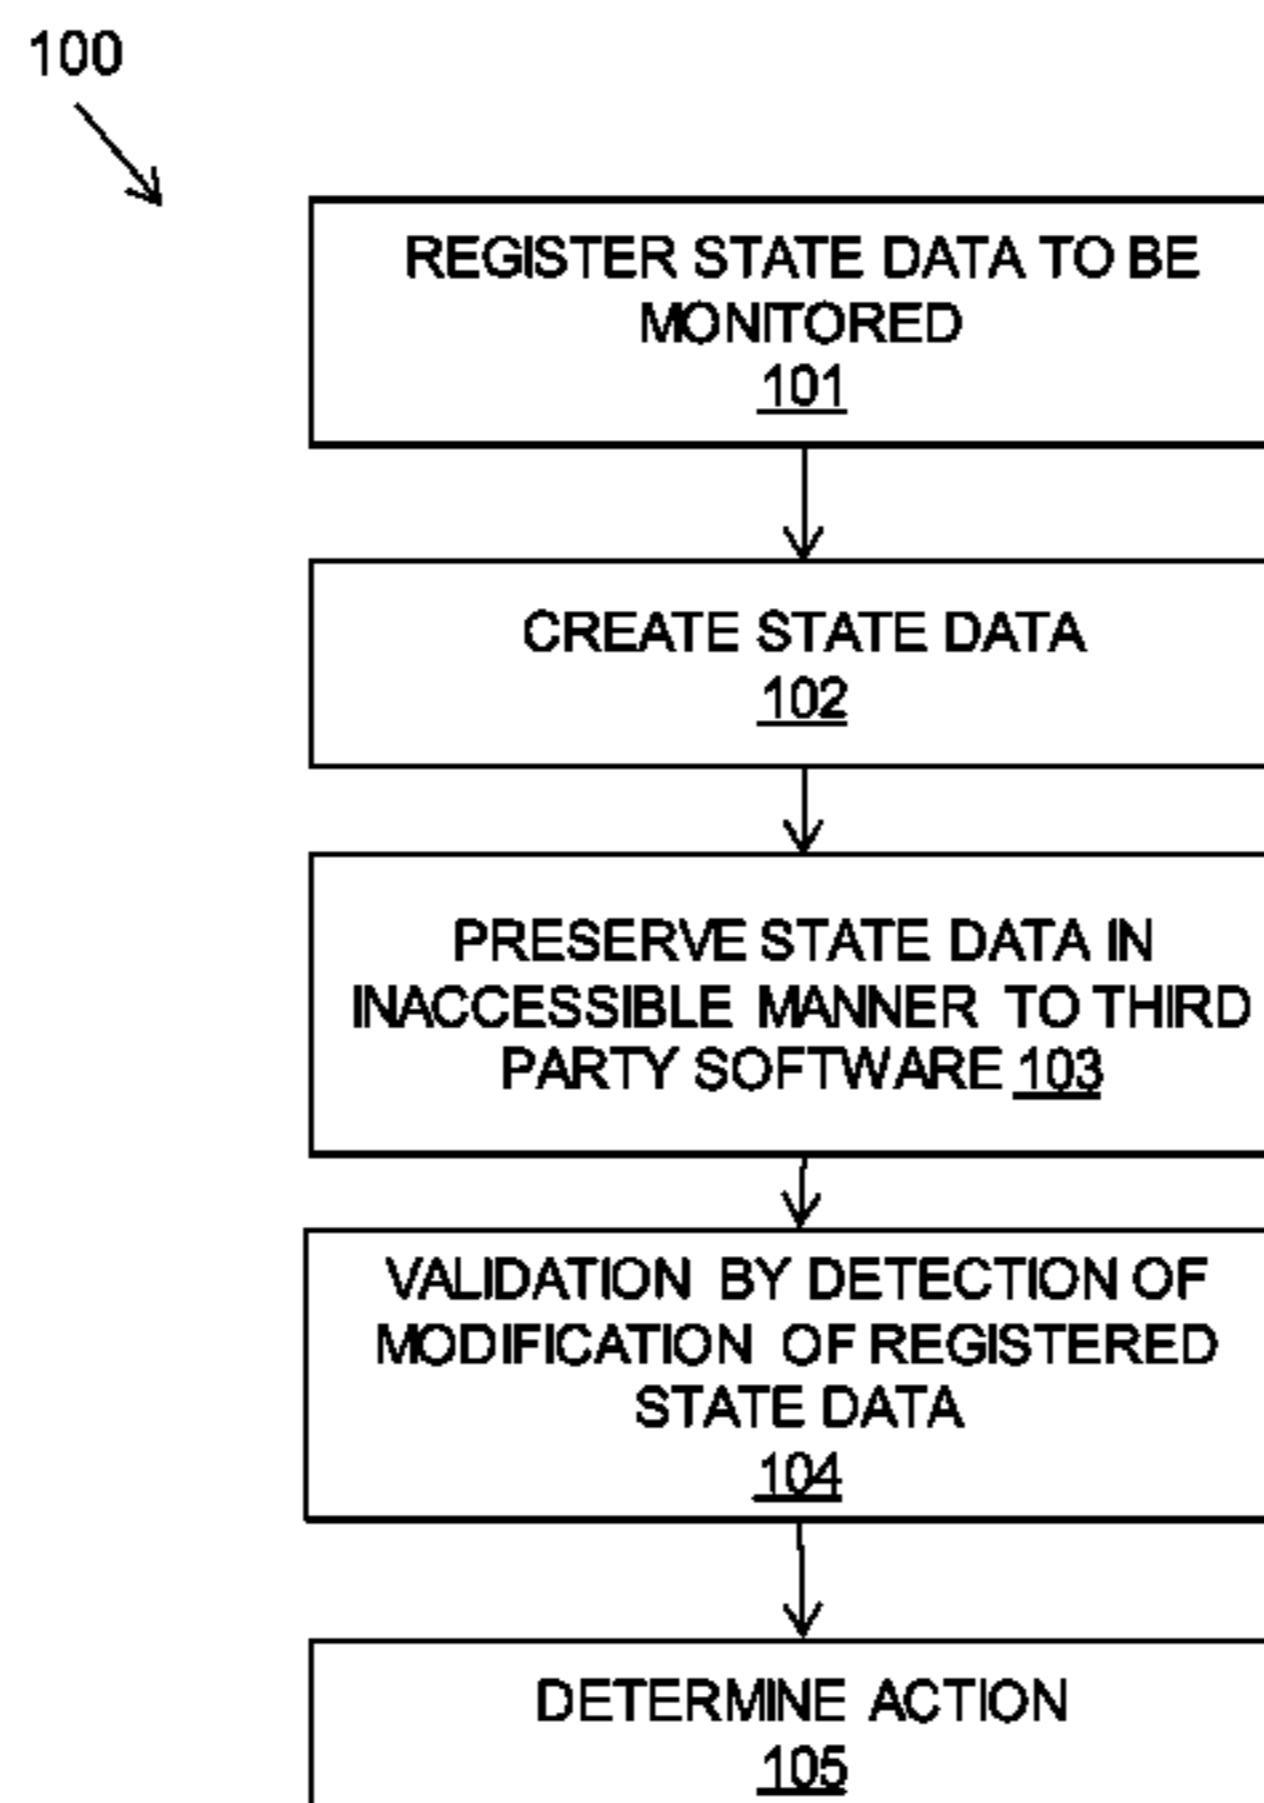 100
REGISTER STATE DATA TO BE
MONITORED
101
CREATE STATE DATA
102
PRESERVE STATE DATA IN
INACCESSIBLE MANNER TO THIRD
PARTY SOFTWARE 103
VALIDATION BY DETECTION OF
MODIFICATION OF REGISTERED
STATE DATA
104
DETERMINE ACTION
105